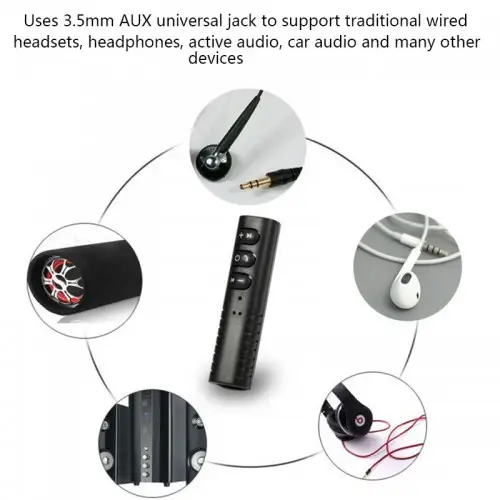 Uses 3.5mm AUX universal jack to support traditional wired
headsets, headphones, active audio, car audio and many other
devices